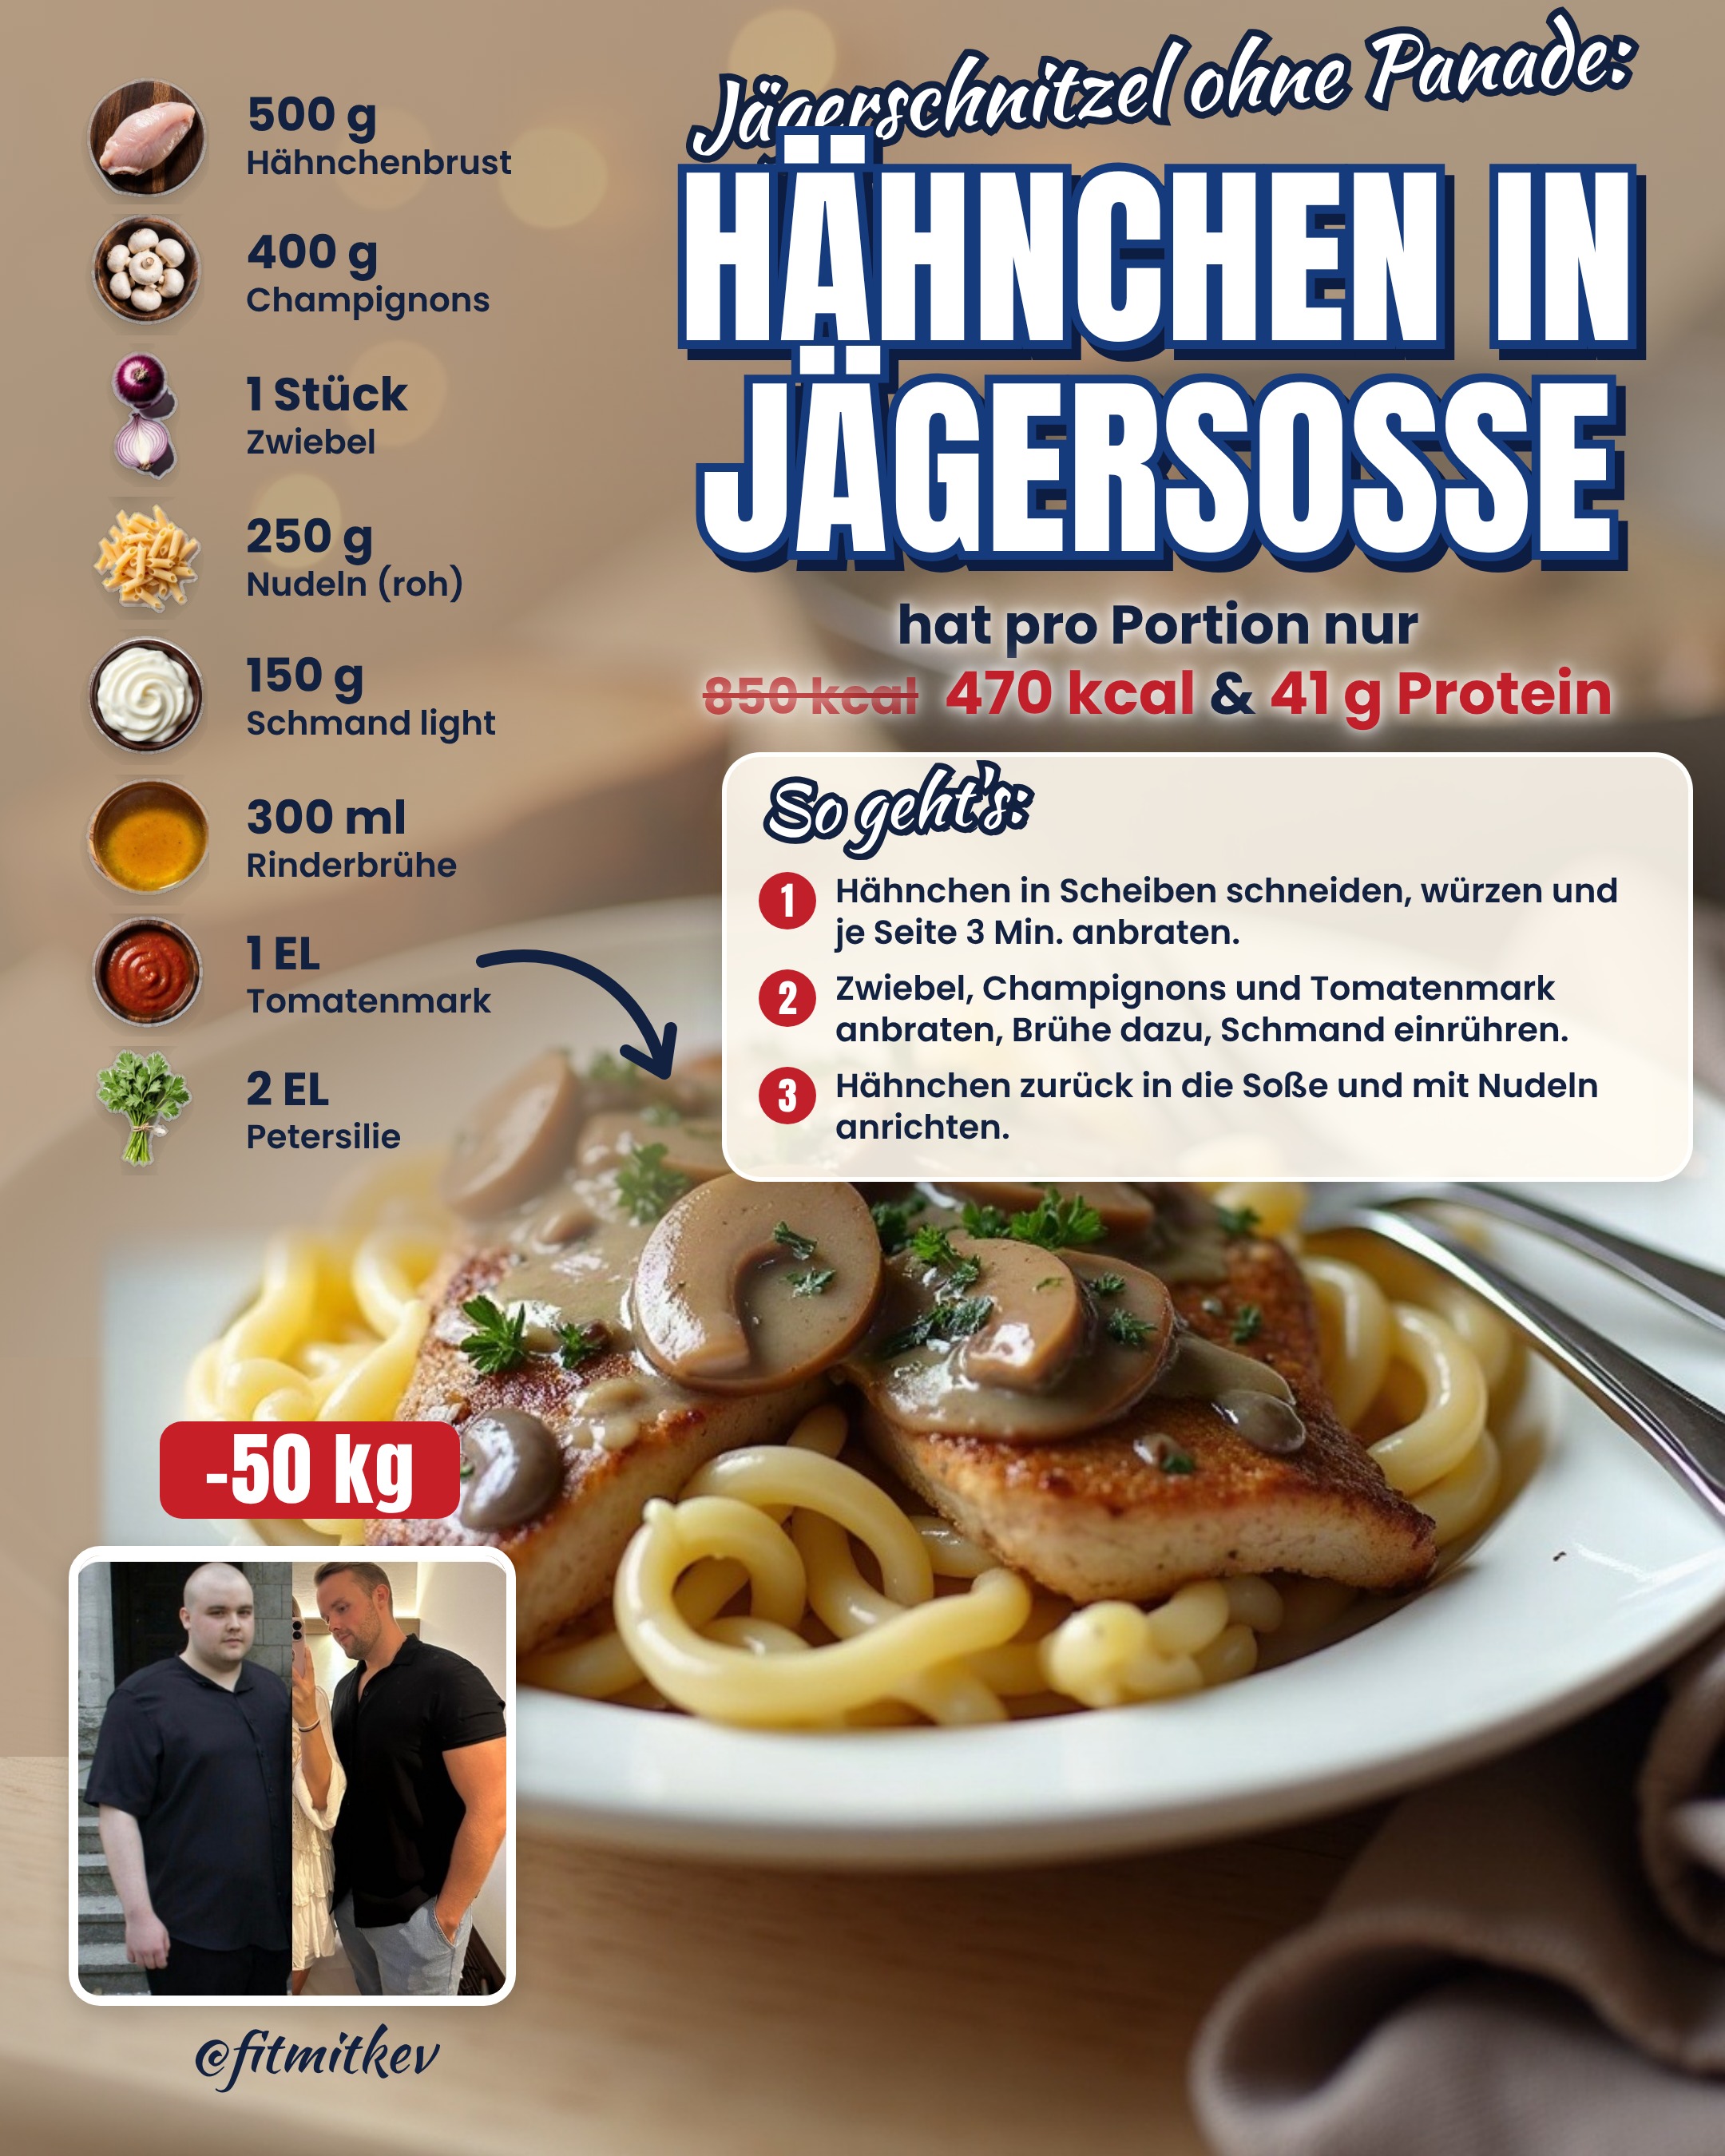 Jägerschnitzel ohne Panade:
HÄHNCHEN IN
JÄGERSOSSE
hat pro Portion nur
850 kcal 470 kcal & 41 g Protein
500 g
Hähnchenbrust
400 g
Champignons
1 Stück
Zwiebel
250 g
Nudeln (roh)
150 g
Schmand light
300 ml
Rinderbrühe
1 EL
Tomatenmark
2 EL
Petersilie
So geht's:
1 Hähnchen in Scheiben schneiden, würzen und
je Seite 3 Min. anbraten.
2 Zwiebel, Champignons und Tomatenmark
anbraten, Brühe dazu, Schmand einrühren.
3 Hähnchen zurück in die Soße und mit Nudeln
anrichten.
-50 kg
@fitmitkev